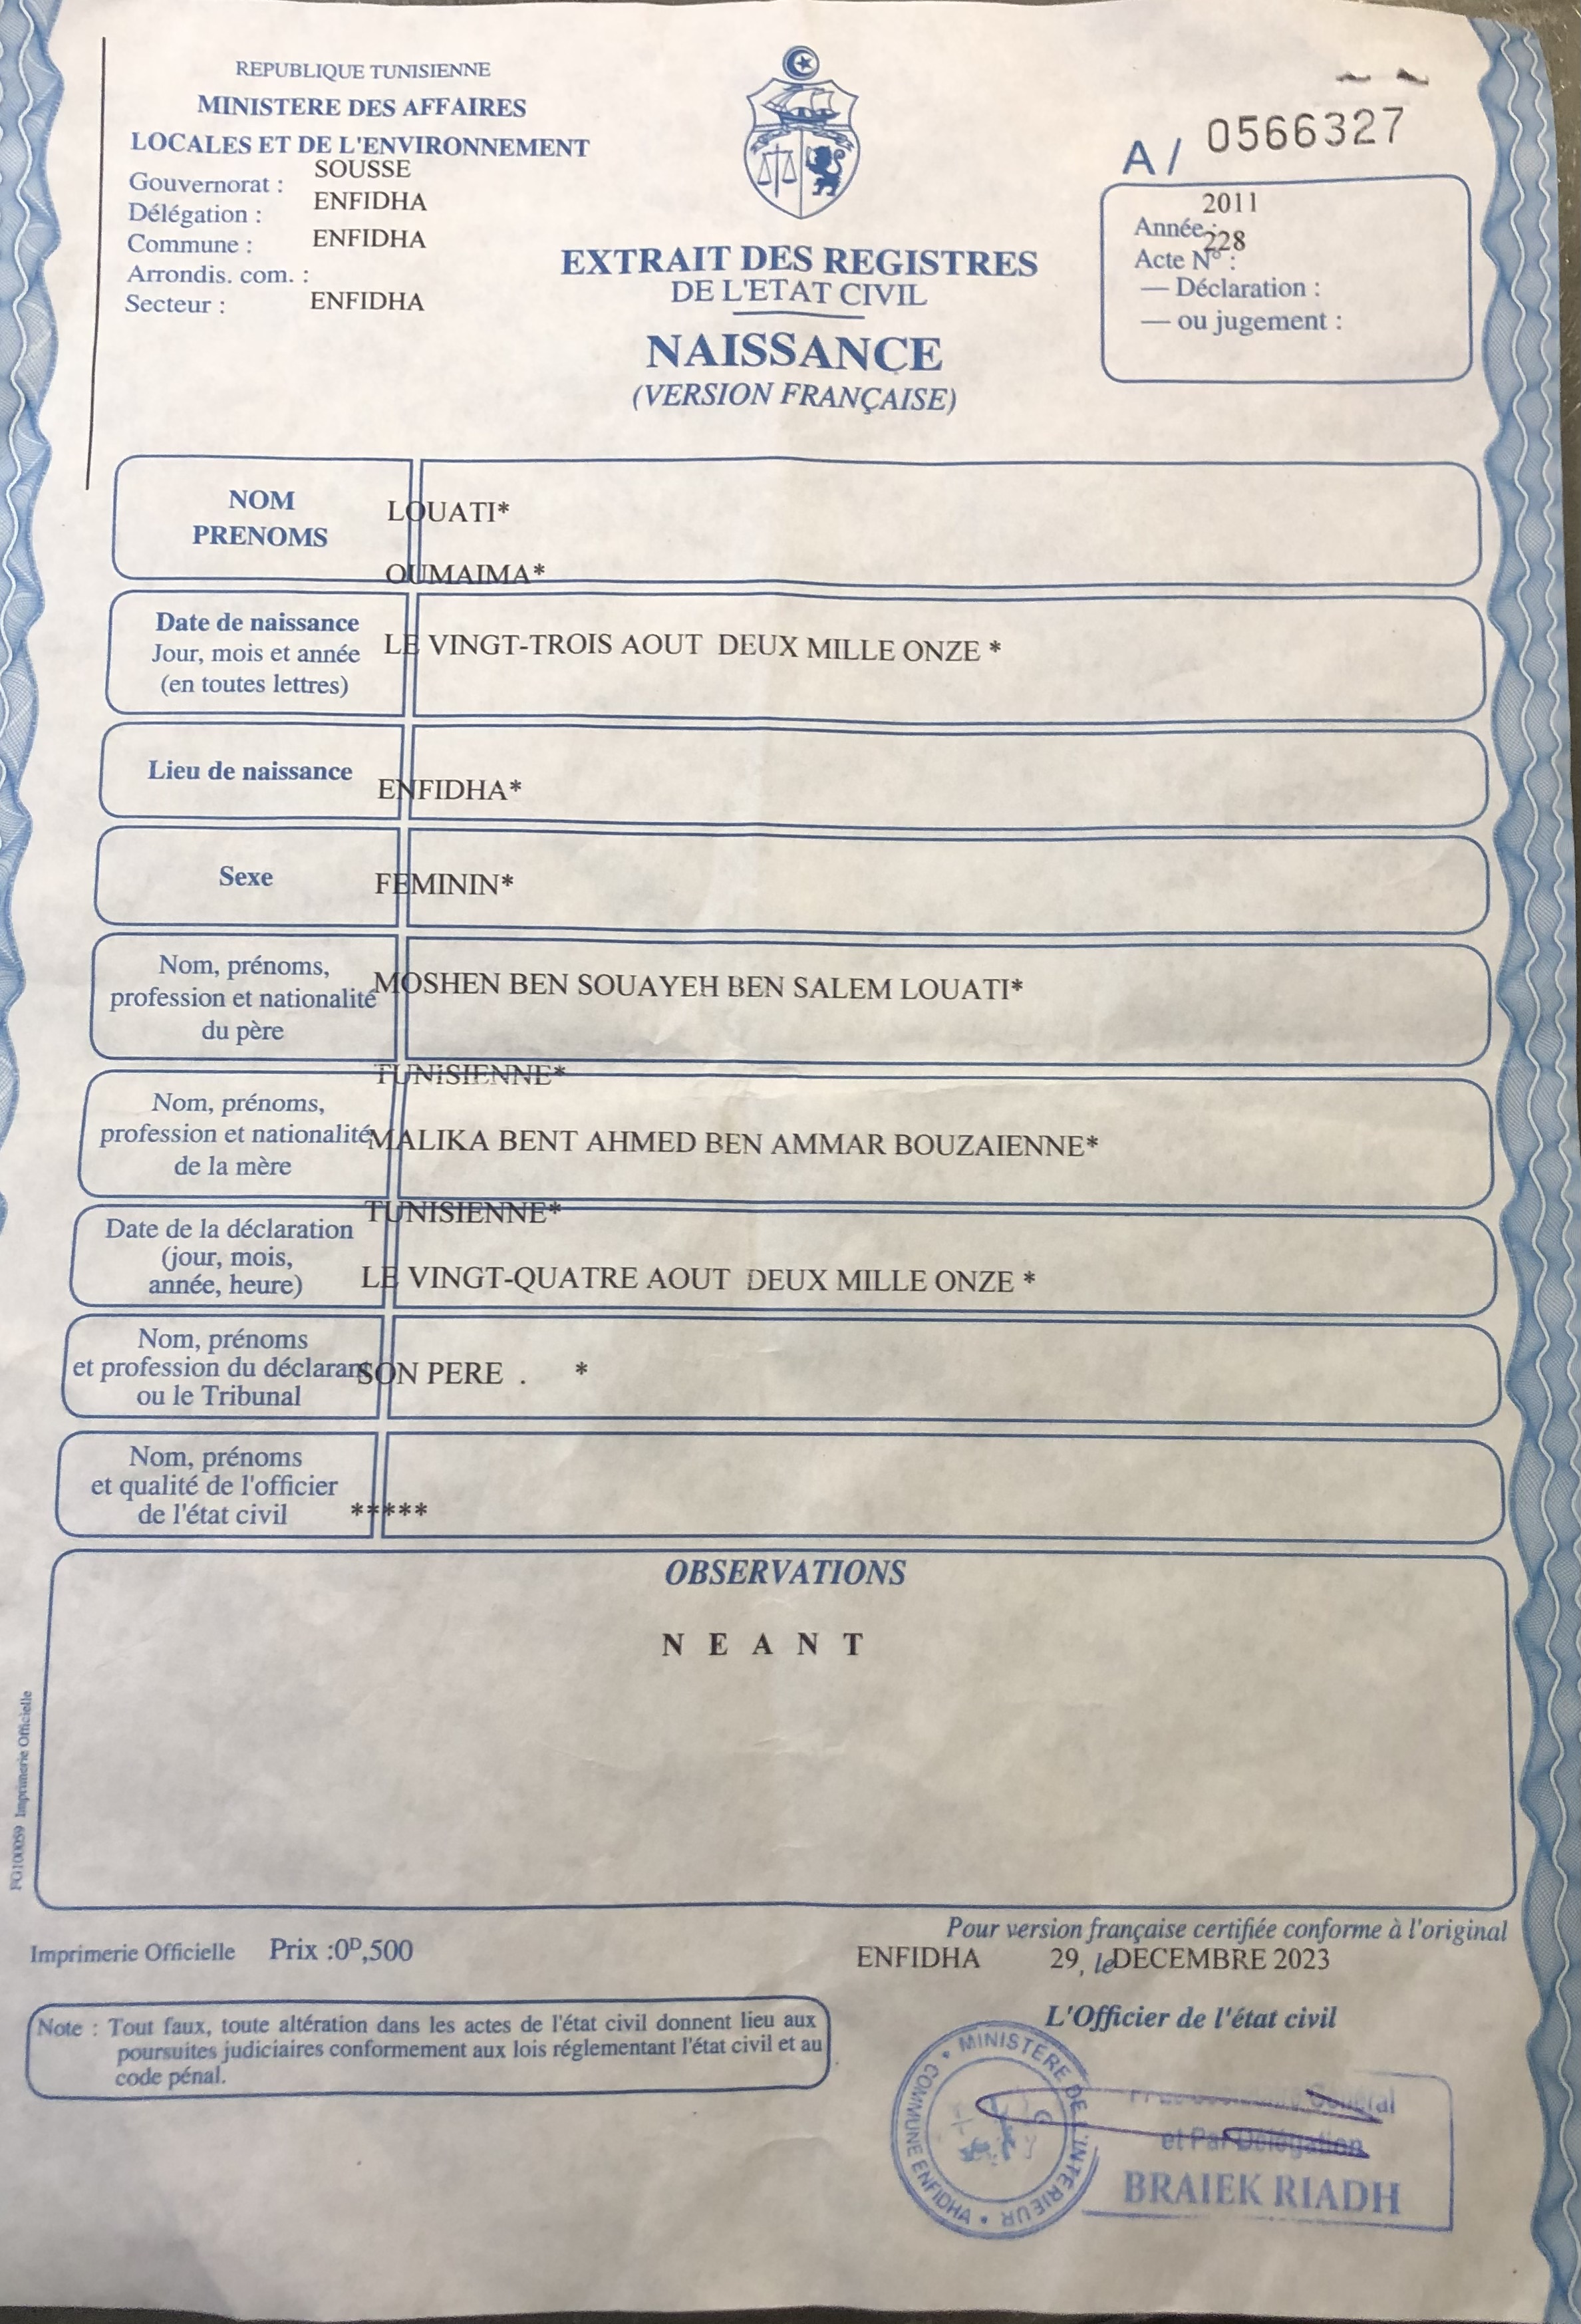 REPUBLIQUE TUNISIENNE
MINISTERE DES AFFAIRES
LOCALES ET DE L'ENVIRONNEMENT
Gouvernorat : SOUSSE
Délégation : ENFIDHA
Commune : ENFIDHA
Arrondis. com. :
Secteur : ENFIDHA
EXTRAIT DES REGISTRES
DE L'ETAT CIVIL
NAISSANCE
(VERSION FRANÇAISE)
A / 0566327
Année : 2011
Acte N° : 228
— Déclaration :
— ou jugement :
NOM
PRENOMS
LOUATI*
OUMAIMA*
Date de naissance
Jour, mois et année
(en toutes lettres)
LE VINGT-TROIS AOUT DEUX MILLE ONZE *
Lieu de naissance
ENFIDHA*
Sexe
FEMININ*
Nom, prénoms,
profession et nationalité
du père
MOSHEN BEN SOUAYEH BEN SALEM LOUATI*
TUNISIENNE*
Nom, prénoms,
profession et nationalité
de la mère
MALIKA BENT AHMED BEN AMMAR BOUZAIENNE*
TUNISIENNE*
Date de la déclaration
(jour, mois,
année, heure)
LE VINGT-QUATRE AOUT DEUX MILLE ONZE *
Nom, prénoms
et profession du déclarant
ou le Tribunal
SON PERE . *
Nom, prénoms
et qualité de l'officier
de l'état civil
*****
OBSERVATIONS
N E A N T
FG100059 Imprimerie Officielle
Pour version française certifiée conforme à l'original
Imprimerie Officielle Prix :0D,500
ENFIDHA 29, le DECEMBRE 2023
L'Officier de l'état civil
Note : Tout faux, toute altération dans les actes de l'état civil donnent lieu aux
poursuites judiciaires conformement aux lois réglementant l'état civil et au
code pénal.
MINISTERE DE L'INTERIEUR
COMMUNE ENFIDHA
Général
et Par Délégation
BRAIEK RIADH